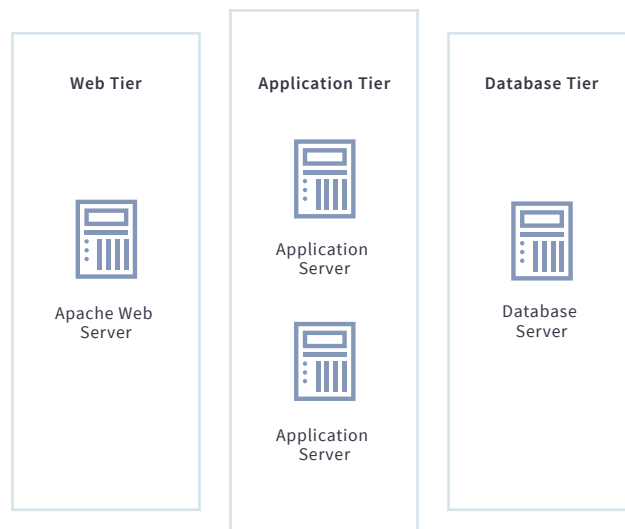 Web Tier
Apache Web
Server
Application Tier
Application
Server
Application
Server
Database Tier
Database
Server